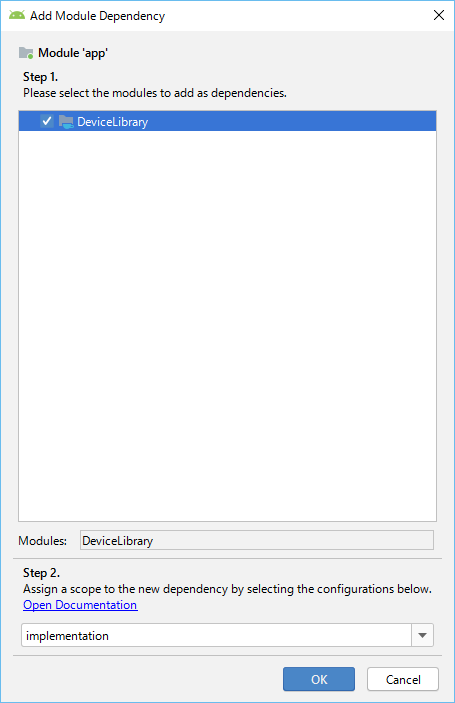 Add Module Dependency
Module 'app'
Step 1.
Please select the modules to add as dependencies.
DeviceLibrary
Modules: DeviceLibrary
Step 2.
Assign a scope to the new dependency by selecting the configurations below.
Open Documentation
implementation
OK Cancel